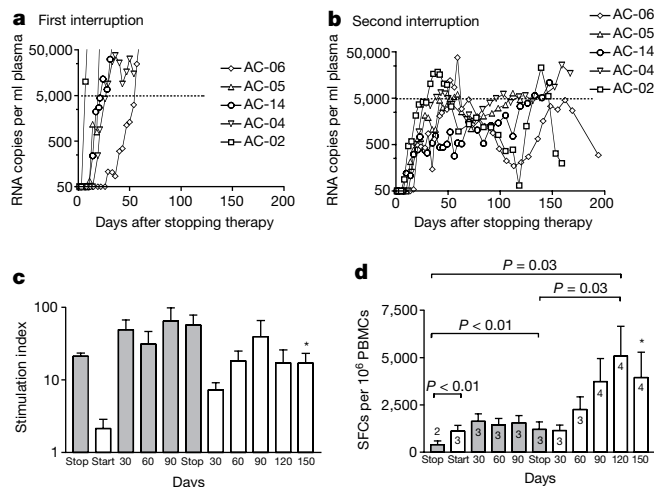 a First interruption
50,000
5,000
500
50
RNA copies per ml plasma
0 50 100 150 200
Days after stopping therapy
AC-06
AC-05
AC-14
AC-04
AC-02
b Second interruption
50,000
5,000
500
50
RNA copies per ml plasma
0 50 100 150 200
Days after stopping therapy
AC-06
AC-05
AC-14
AC-04
AC-02
c
100
10
1
Stimulation index
*
Stop Start 30 60 90 Stop 30 60 90 120 150
Days
d
P = 0.03
P = 0.03
P < 0.01
P < 0.01
7,500
5,000
2,500
0
SFCs per 10⁶ PBMCs
*
2 3 3 3 3 3 3 3 4 4 4
Stop Start 30 60 90 Stop 30 60 90 120 150
Days